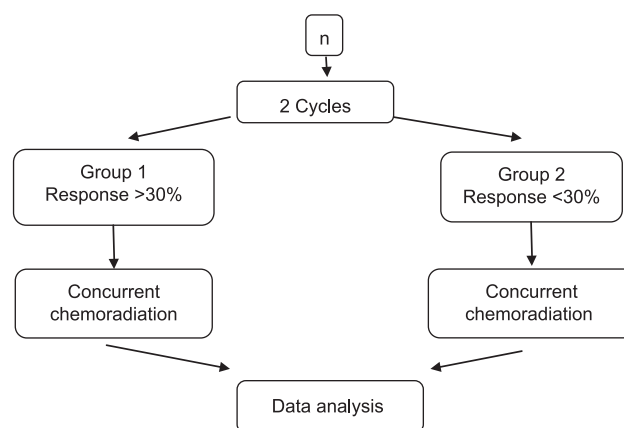 n
2 Cycles
Group 1
Response >30%
Group 2
Response <30%
Concurrent
chemoradiation
Concurrent
chemoradiation
Data analysis